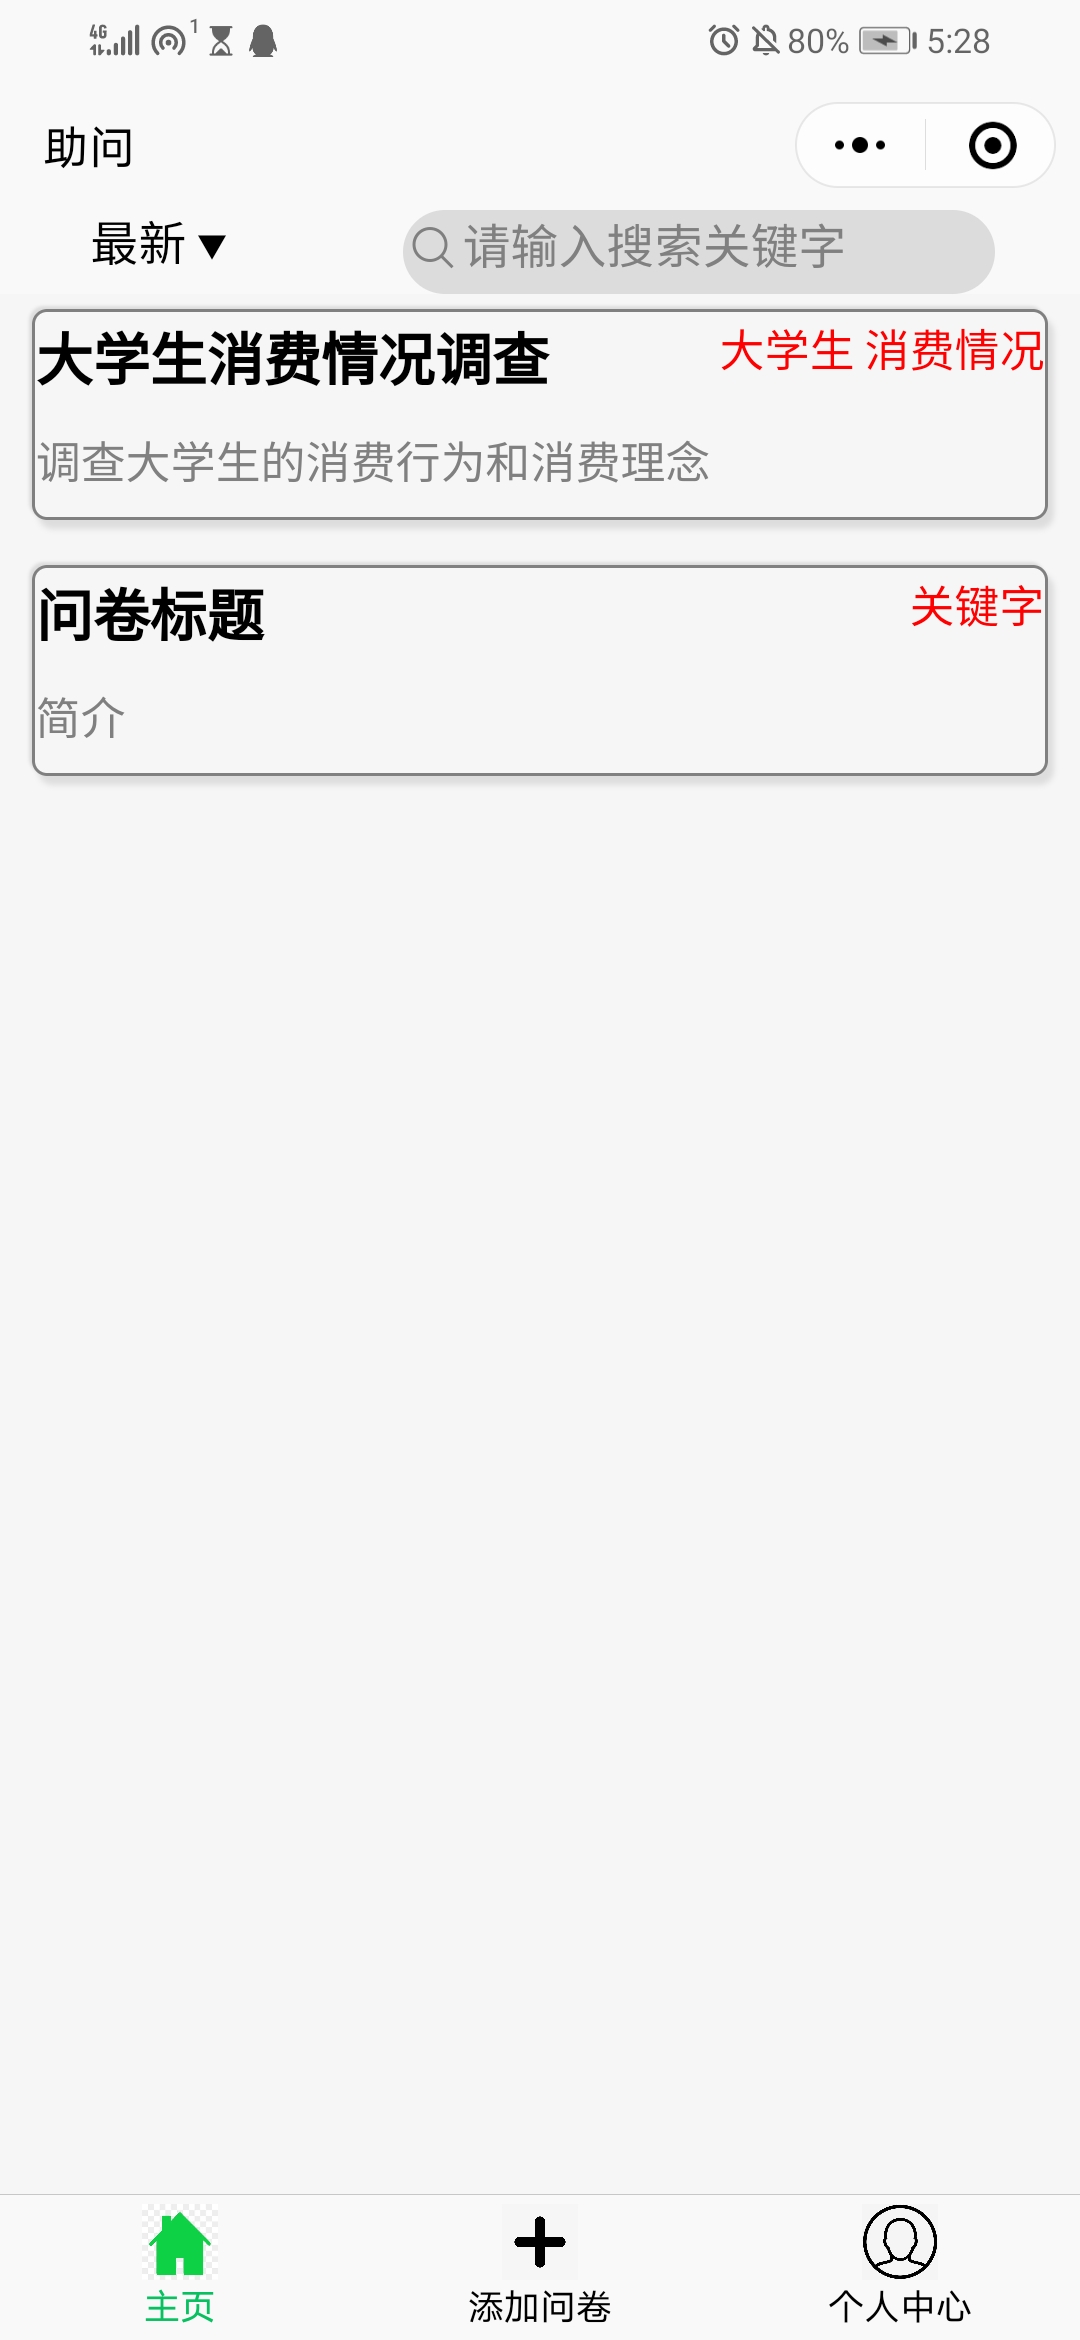 4G 1 80% 5:28
助问
最新 ▼ 请输入搜索关键字
大学生消费情况调查 大学生 消费情况
调查大学生的消费行为和消费理念
问卷标题 关键字
简介
主页 添加问卷 个人中心